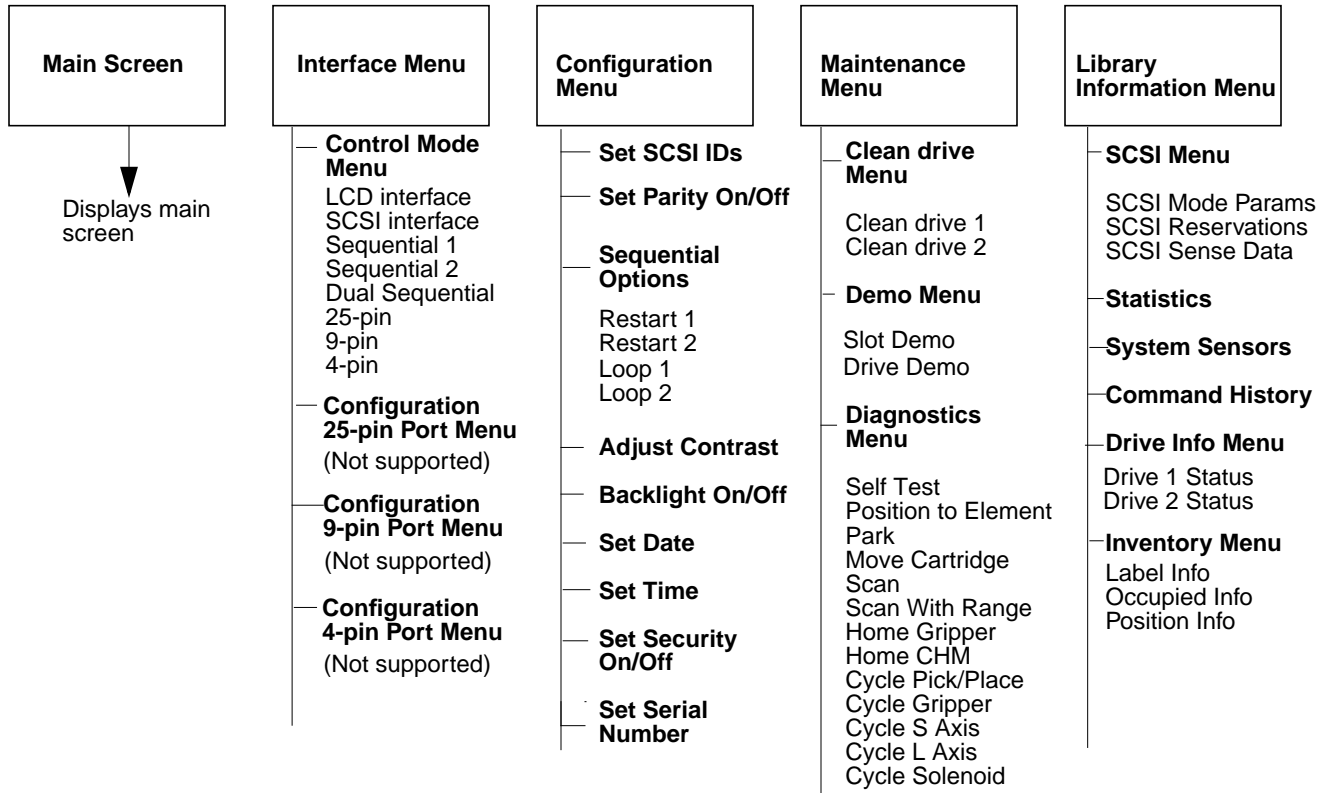 Main Screen
Displays main
screen
Interface Menu
Control Mode
Menu
LCD interface
SCSI interface
Sequential 1
Sequential 2
Dual Sequential
25-pin
9-pin
4-pin
Configuration
25-pin Port Menu
(Not supported)
Configuration
9-pin Port Menu
(Not supported)
Configuration
4-pin Port Menu
(Not supported)
Configuration
Menu
Set SCSI IDs
Set Parity On/Off
Sequential
Options
Restart 1
Restart 2
Loop 1
Loop 2
Adjust Contrast
Backlight On/Off
Set Date
Set Time
Set Security
On/Off
Set Serial
Number
Maintenance
Menu
Clean drive
Menu
Clean drive 1
Clean drive 2
Demo Menu
Slot Demo
Drive Demo
Diagnostics
Menu
Self Test
Position to Element
Park
Move Cartridge
Scan
Scan With Range
Home Gripper
Home CHM
Cycle Pick/Place
Cycle Gripper
Cycle S Axis
Cycle L Axis
Cycle Solenoid
Library
Information Menu
SCSI Menu
SCSI Mode Params
SCSI Reservations
SCSI Sense Data
Statistics
System Sensors
Command History
Drive Info Menu
Drive 1 Status
Drive 2 Status
Inventory Menu
Label Info
Occupied Info
Position Info